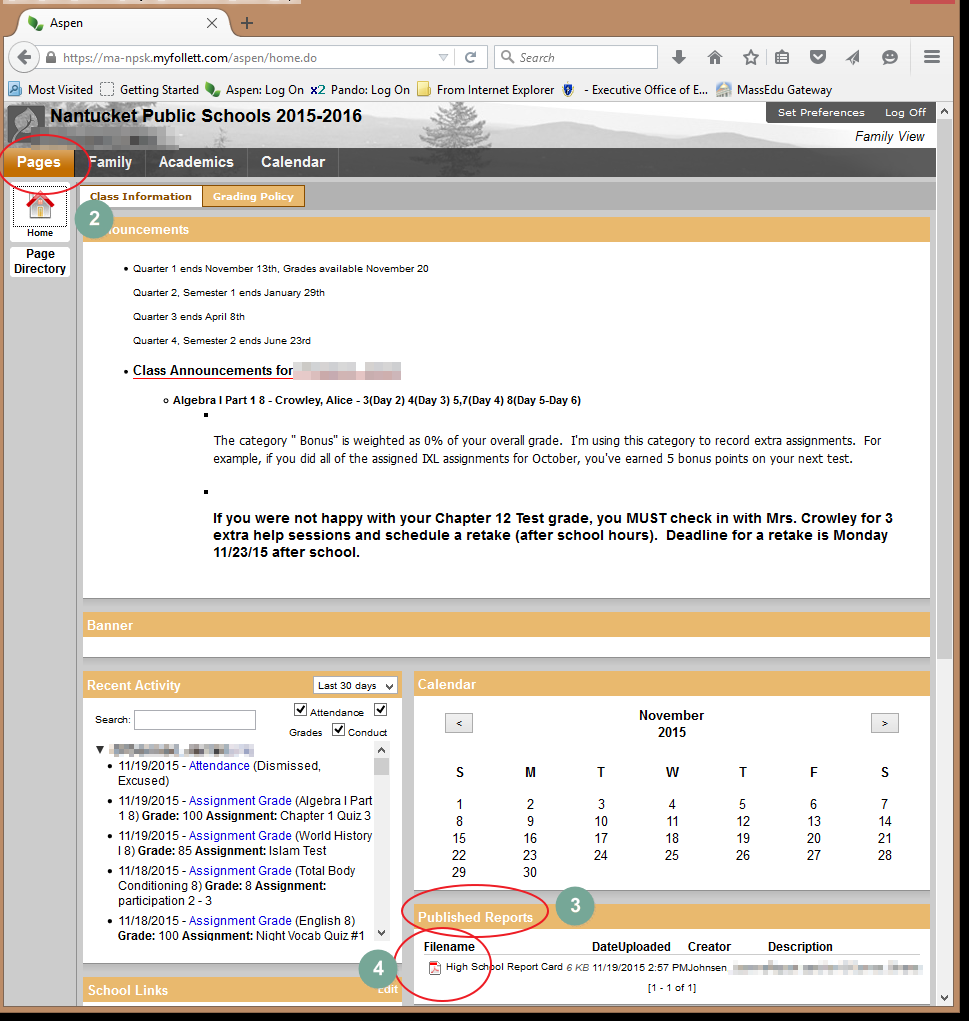 Aspen
https://ma-npsk.myfollett.com/aspen/home.do
Search
Most Visited Getting Started Aspen: Log On x2 Pando: Log On From Internet Explorer - Executive Office of E... MassEdu Gateway
Nantucket Public Schools 2015-2016
Set Preferences Log Off
Family View
Pages Family Academics Calendar
Home
Page
Directory
Class Information Grading Policy
2
nouncements
• Quarter 1 ends November 13th, Grades available November 20
Quarter 2, Semester 1 ends January 29th
Quarter 3 ends April 8th
Quarter 4, Semester 2 ends June 23rd
• Class Announcements for
Algebra I Part 1 8 - Crowley, Alice - 3(Day 2) 4(Day 3) 5,7(Day 4) 8(Day 5-Day 6)
The category " Bonus" is weighted as 0% of your overall grade. I'm using this category to record extra assignments. For
example, if you did all of the assigned IXL assignments for October, you've earned 5 bonus points on your next test.
If you were not happy with your Chapter 12 Test grade, you MUST check in with Mrs. Crowley for 3
extra help sessions and schedule a retake (after school hours). Deadline for a retake is Monday
11/23/15 after school.
Banner
Recent Activity
Last 30 days
Search:
Attendance
Grades Conduct
• 11/19/2015 - Attendance (Dismissed,
Excused)
• 11/19/2015 - Assignment Grade (Algebra I Part
1 8) Grade: 100 Assignment: Chapter 1 Quiz 3
• 11/19/2015 - Assignment Grade (World History
I 8) Grade: 85 Assignment: Islam Test
• 11/18/2015 - Assignment Grade (Total Body
Conditioning 8) Grade: 8 Assignment:
participation 2 - 3
• 11/18/2015 - Assignment Grade (English 8)
Grade: 100 Assignment: Night Vocab Quiz #1
School Links
Edit
Calendar
<
November
2015
>
S M T W T F S
1 2 3 4 5 6 7
8 9 10 11 12 13 14
15 16 17 18 19 20 21
22 23 24 25 26 27 28
29 30
3
Published Reports
Filename DateUploaded Creator Description
4
High School Report Card 6 KB 11/19/2015 2:57 PM Johnsen,
[1 - 1 of 1]